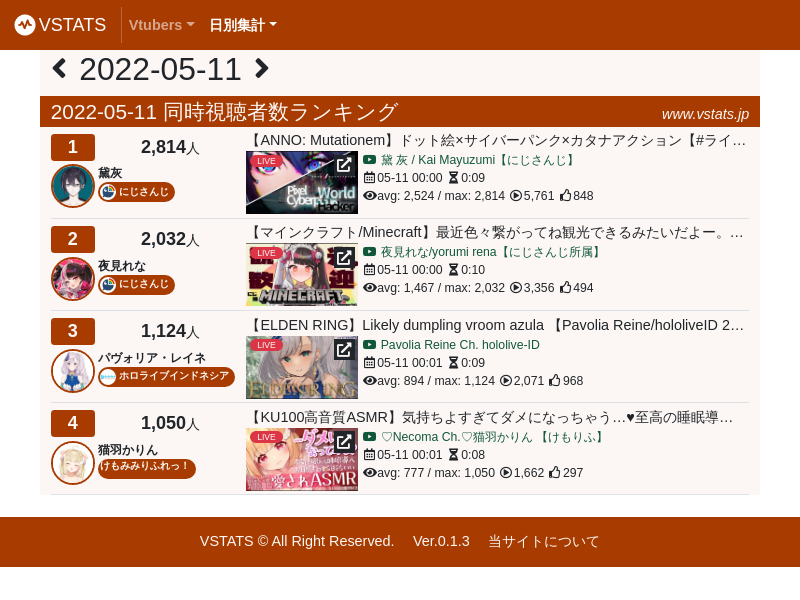 VSTATS Vtubers 日別集計
2022-05-11
2022-05-11 同時視聴者数ランキング www.vstats.jp
1 2,814人 【ANNO: Mutationem】ドット絵×サイバーパンク×カタナアクション【#ライ…
黛灰
にじさんじ
LIVE
Pixel World
Cyberpu Hacker
黛 灰 / Kai Mayuzumi【にじさんじ】
05-11 00:00 0:09
avg: 2,524 / max: 2,814 5,761 848
2 2,032人 【マインクラフト/Minecraft】最近色々繋がってね観光できるみたいだよー。…
夜見れな
にじさんじ
LIVE
歓迎
MINECRAFT
夜見れな/yorumi rena【にじさんじ所属】
05-11 00:00 0:10
avg: 1,467 / max: 2,032 3,356 494
3 1,124人 【ELDEN RING】Likely dumpling vroom azula 【Pavolia Reine/hololiveID 2…
パヴォリア・レイネ
ホロライブインドネシア
LIVE
ELDEN RING
Pavolia Reine Ch. hololive-ID
05-11 00:01 0:09
avg: 894 / max: 1,124 2,071 968
4 1,050人 【KU100高音質ASMR】気持ちよすぎてダメになっちゃう…♥至高の睡眠導…
猫羽かりん
けもみみりふれっ！
LIVE
愛されASMR
♡Necoma Ch.♡猫羽かりん 【けもりふ】
05-11 00:01 0:08
avg: 777 / max: 1,050 1,662 297
VSTATS © All Right Reserved. Ver.0.1.3 当サイトについて